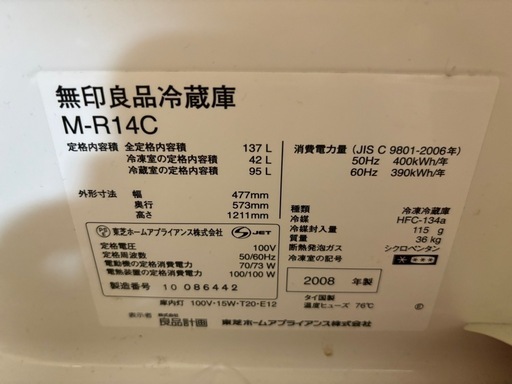 無印良品冷蔵庫
M-R14C
定格内容積 全定格内容積 137 L
冷凍室の定格内容積 42 L
冷蔵室の定格内容積 95 L
外形寸法 幅 477mm
奥行 573mm
高さ 1211mm
PS E 東芝ホームアプライアンス株式会社 S JET
定格電圧 100V
定格周波数 50/60Hz
電動機の定格消費電力 70/73 W
電熱装置の定格消費電力 100/100 W
製造番号 10 086442
庫内灯 100V・15W・T20・E12
消費電力量 (JIS C 9801-2006年)
50Hz 400kWh/年
60Hz 390kWh/年
種類 冷凍冷蔵庫
冷媒 HFC-134a
冷媒封入量 115 g
質量 36 kg
断熱発泡ガス シクロペンタン
冷凍室の記号
2008 年製
タイ国製
温度ヒューズ 76℃
Ⓔ
表示者 株式会社 良品計画 東芝ホームアプライアンス株式会社